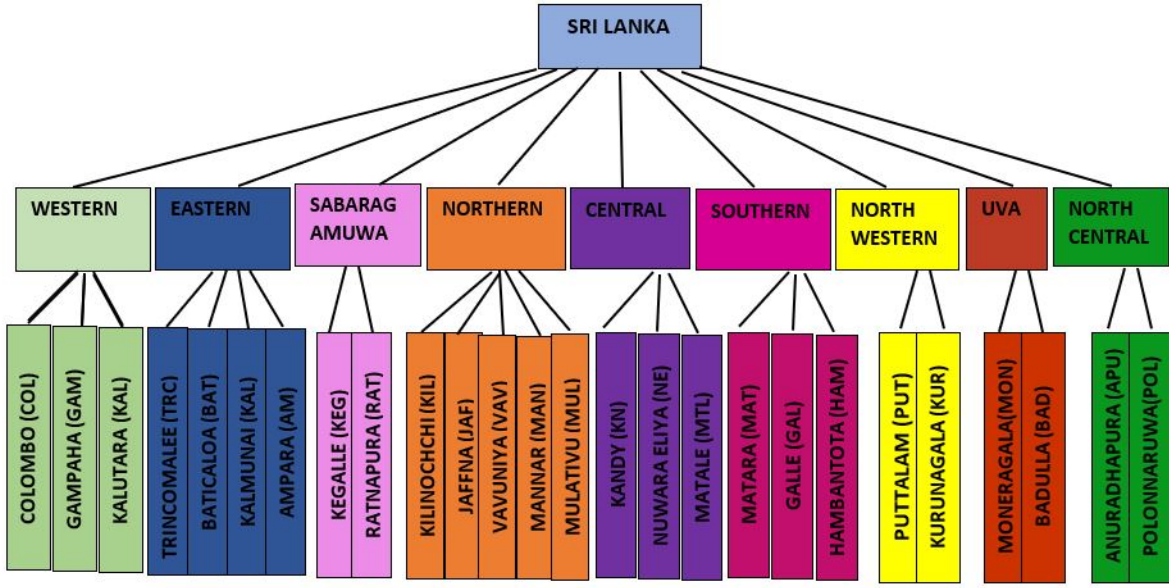 SRI LANKA
WESTERN
EASTERN
SABARAG
AMUWA
NORTHERN
CENTRAL
SOUTHERN
NORTH
WESTERN
UVA
NORTH
CENTRAL
COLOMBO (COL)
GAMPAHA (GAM)
KALUTARA (KAL)
TRINCOMALEE (TRC)
BATICALOA (BAT)
KALMUNAI (KAL)
AMPARA (AM)
KEGALLE (KEG)
RATNAPURA (RAT)
KILINOCHCHI (KIL)
JAFFNA (JAF)
VAVUNIYA (VAV)
MANNAR (MAN)
MULATIVU (MUL)
KANDY (KN)
NUWARA ELIYA (NE)
MATALE (MTL)
MATARA (MAT)
GALLE (GAL)
HAMBANTOTA (HAM)
PUTTALAM (PUT)
KURUNAGALA (KUR)
MONERAGALA(MON)
BADULLA (BAD)
ANURADHAPURA (APU)
POLONNARUWA(POL)